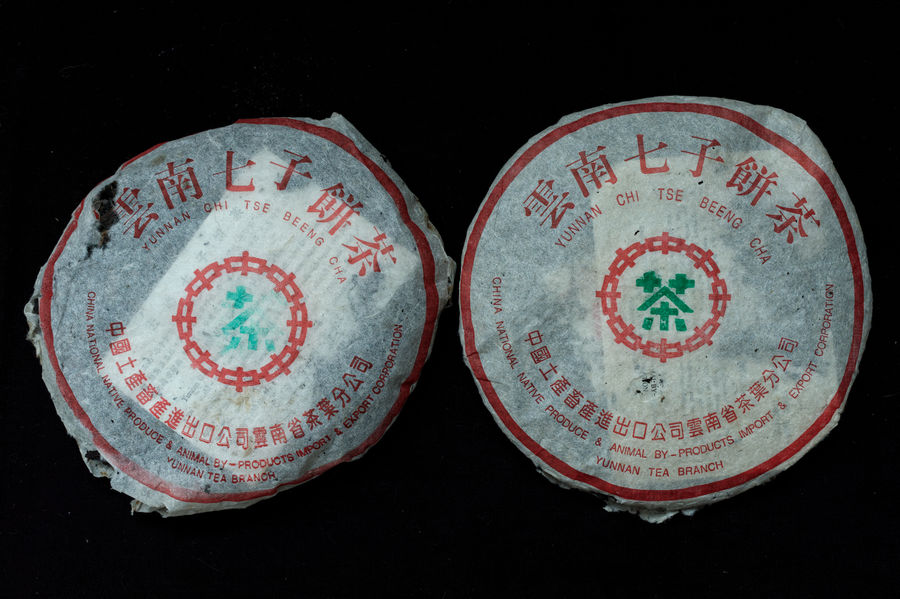 雲南七子餅茶
YUNNAN CHI TSE BEENG CHA
茶
中國土產畜產進出口公司雲南省茶葉分公司
CHINA NATIONAL NATIVE PRODUCE & ANIMAL BY-PRODUCTS IMPORT & EXPORT CORPORATION
YUNNAN TEA BRANCH
雲南七子餅茶
YUNNAN CHI TSE BEENG CHA
茶
中國土產畜產進出口公司雲南省茶葉分公司
CHINA NATIONAL NATIVE PRODUCE & ANIMAL BY-PRODUCTS IMPORT & EXPORT CORPORATION
YUNNAN TEA BRANCH